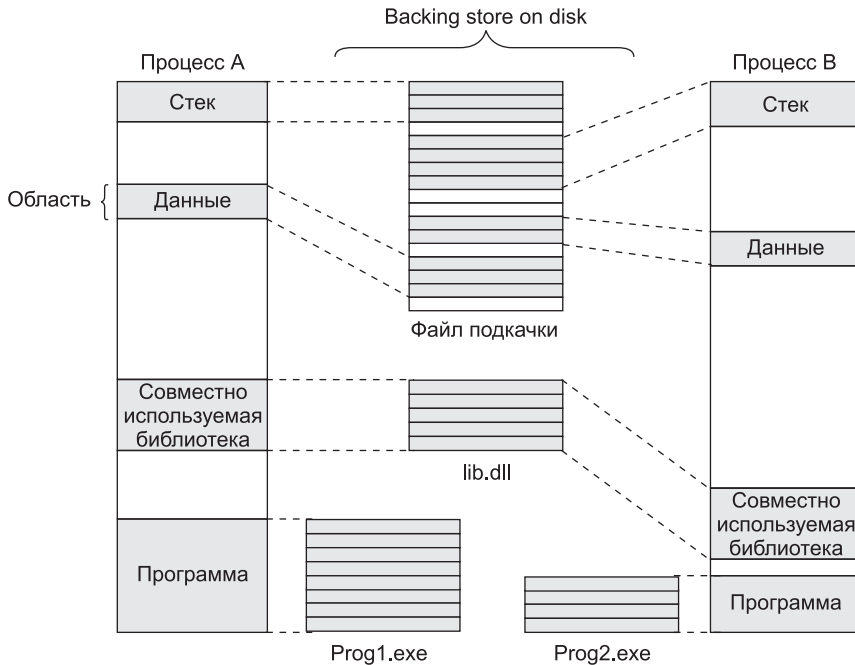 Backing store on disk
Процесс A
Процесс B
Стек
Стек
Область
Данные
Данные
Файл подкачки
Совместно
используемая
библиотека
lib.dll
Совместно
используемая
библиотека
Программа
Программа
Prog1.exe
Prog2.exe